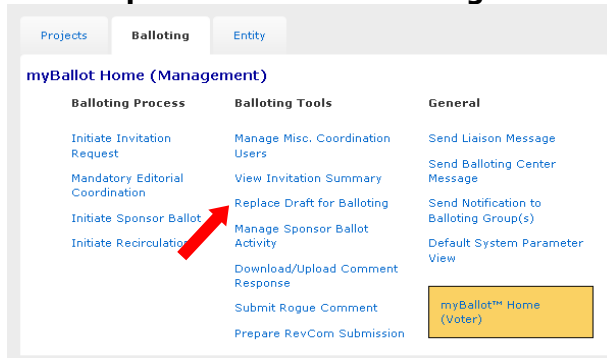 Projects
Balloting
Entity
myBallot Home (Management)
Balloting Process
Initiate Invitation
Request
Mandatory Editorial
Coordination
Initiate Sponsor Ballot
Initiate Recirculation
Balloting Tools
Manage Misc. Coordination
Users
View Invitation Summary
Replace Draft for Balloting
Manage Sponsor Ballot
Activity
Download/Upload Comment
Response
Submit Rogue Comment
Prepare RevCom Submission
General
Send Liaison Message
Send Balloting Center
Message
Send Notification to
Balloting Group(s)
Default System Parameter
View
myBallot™ Home
(Voter)